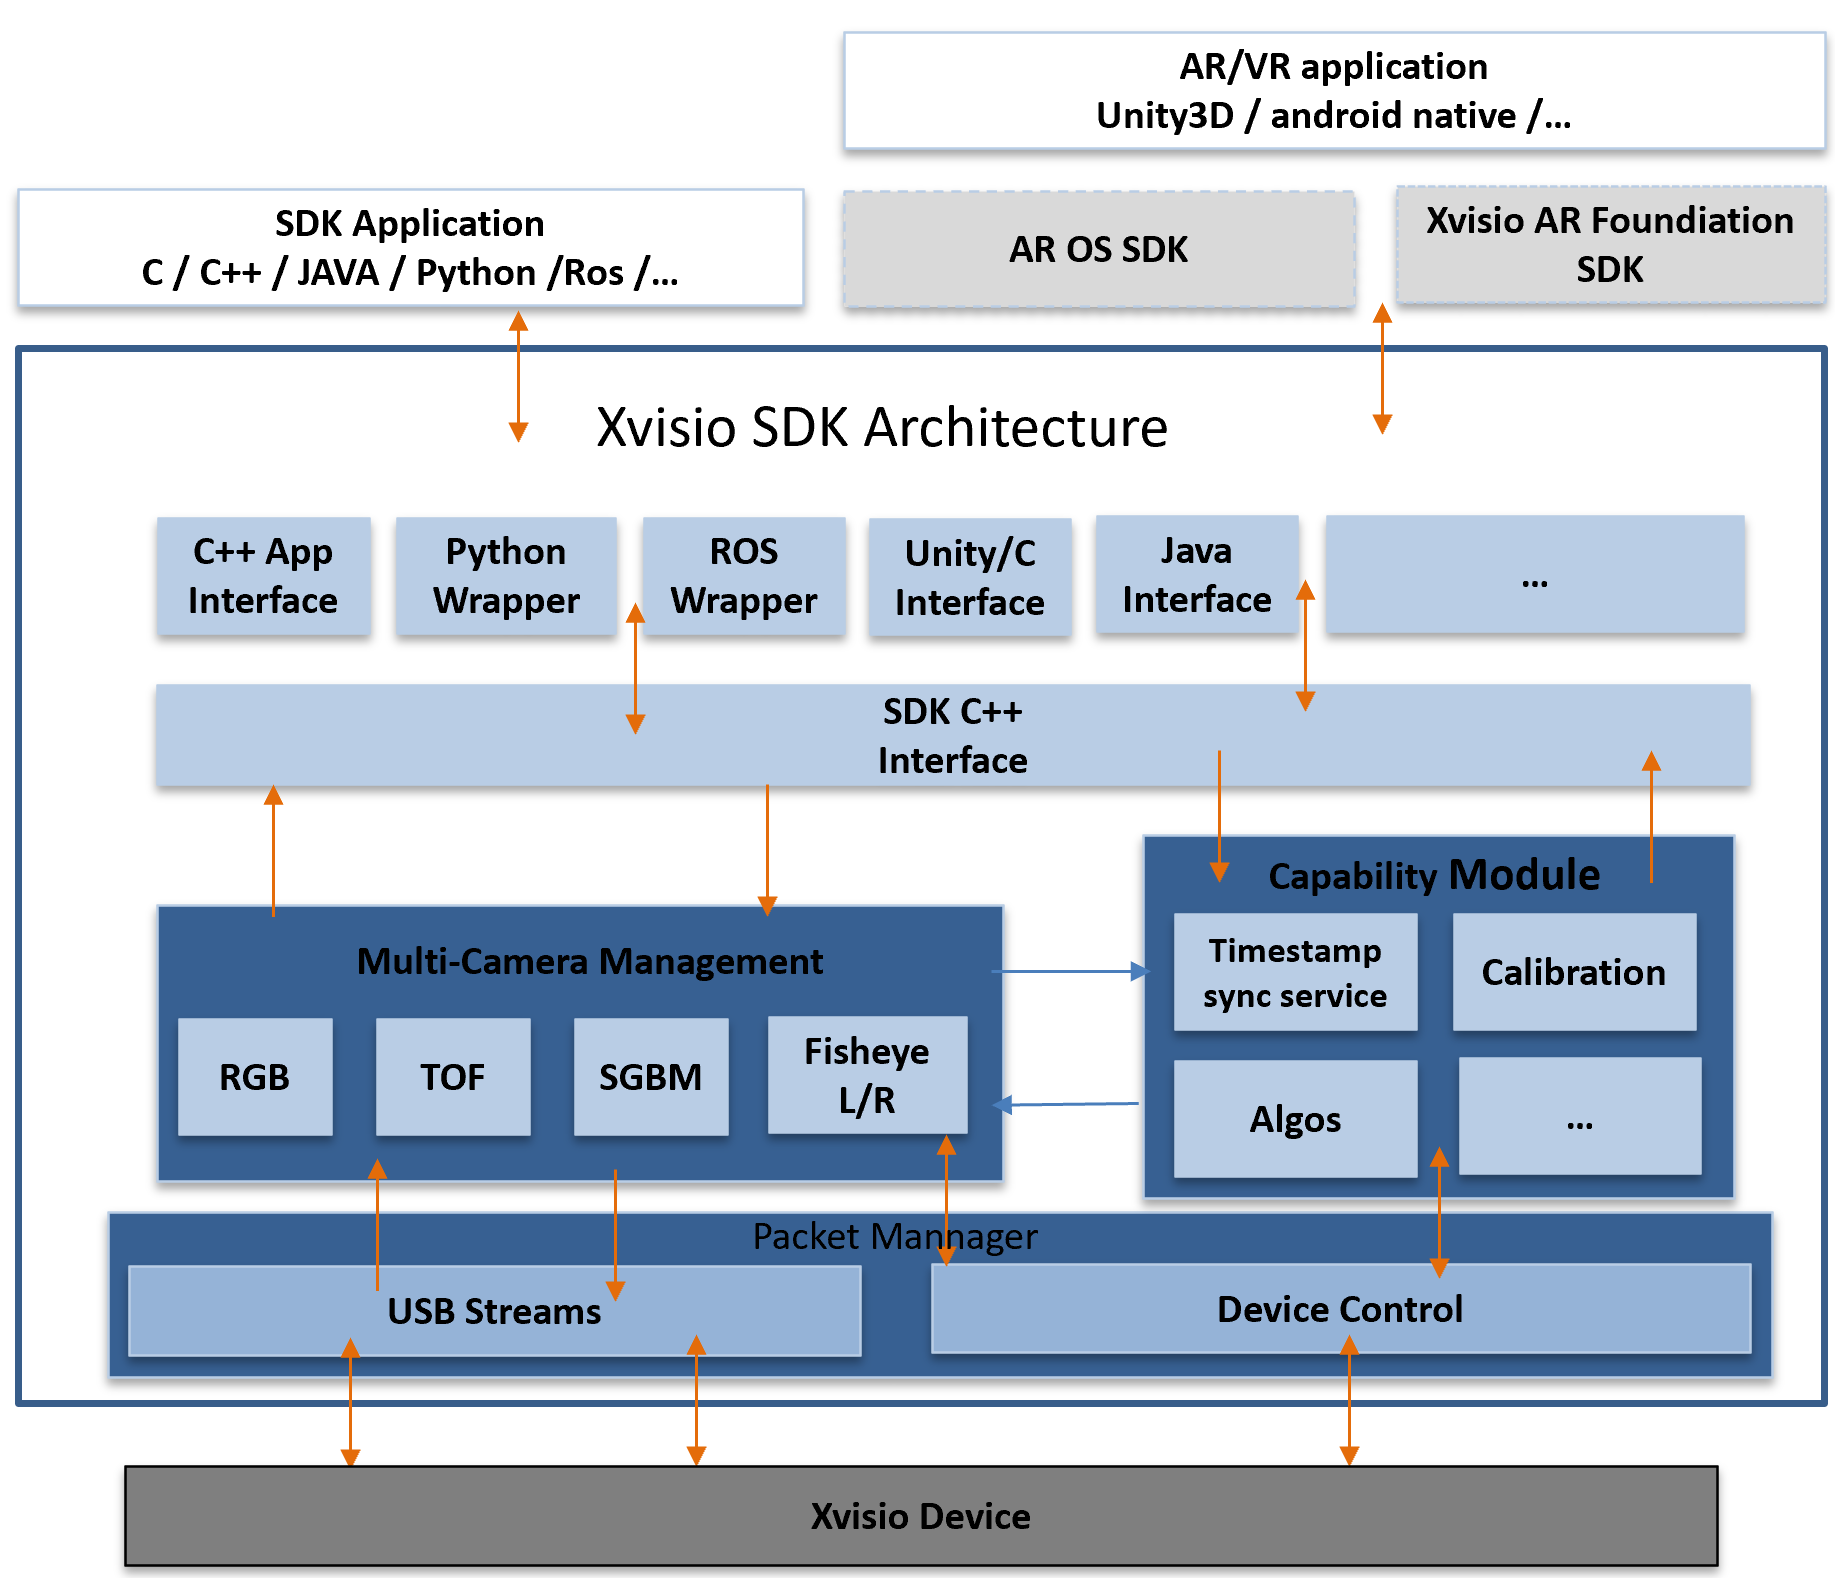 AR/VR application
Unity3D / android native /...
SDK Application
C / C++ / JAVA / Python /Ros /...
AR OS SDK
Xvisio AR Foundiation
SDK
Xvisio SDK Architecture
C++ App
Interface
Python
Wrapper
ROS
Wrapper
Unity/C
Interface
Java
Interface
...
SDK C++
Interface
Multi-Camera Management
RGB
TOF
SGBM
Fisheye
L/R
Capability Module
Timestamp
sync service
Calibration
Algos
...
Packet Mannager
USB Streams
Device Control
Xvisio Device